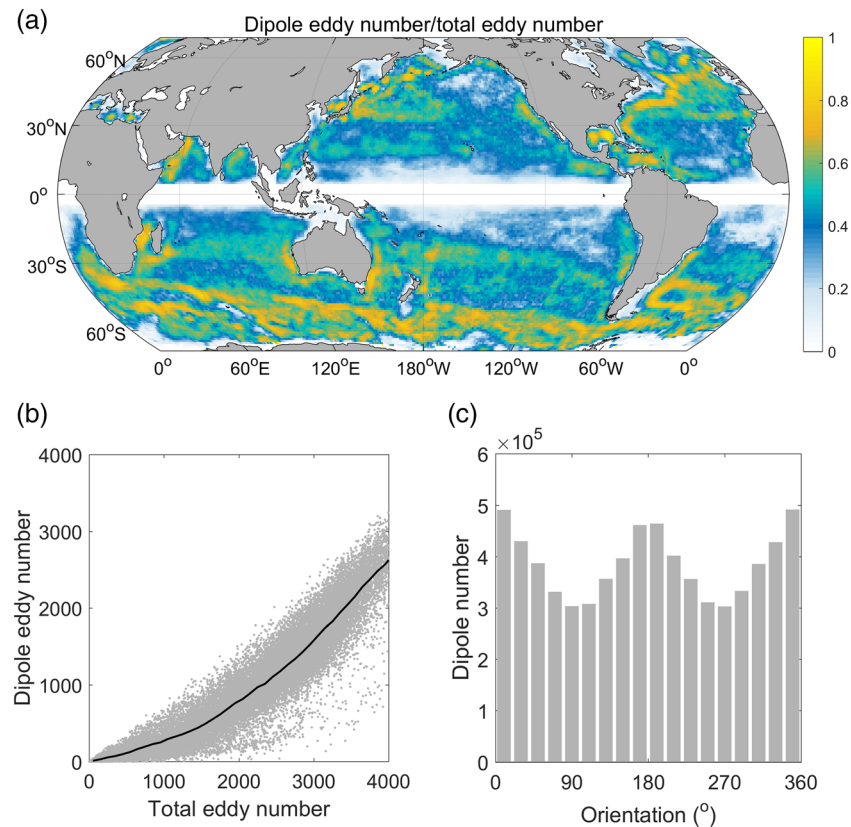 (a)
Dipole eddy number/total eddy number
60°N
30°N
0°
30°S
60°S
0° 60°E 120°E 180°W 120°W 60°W 0°
1
0.8
0.6
0.4
0.2
0
(b)
Dipole eddy number
4000
3000
2000
1000
0
0 1000 2000 3000 4000
Total eddy number
(c)
×10⁵
Dipole number
6
5
4
3
2
1
0
0 90 180 270 360
Orientation (°)